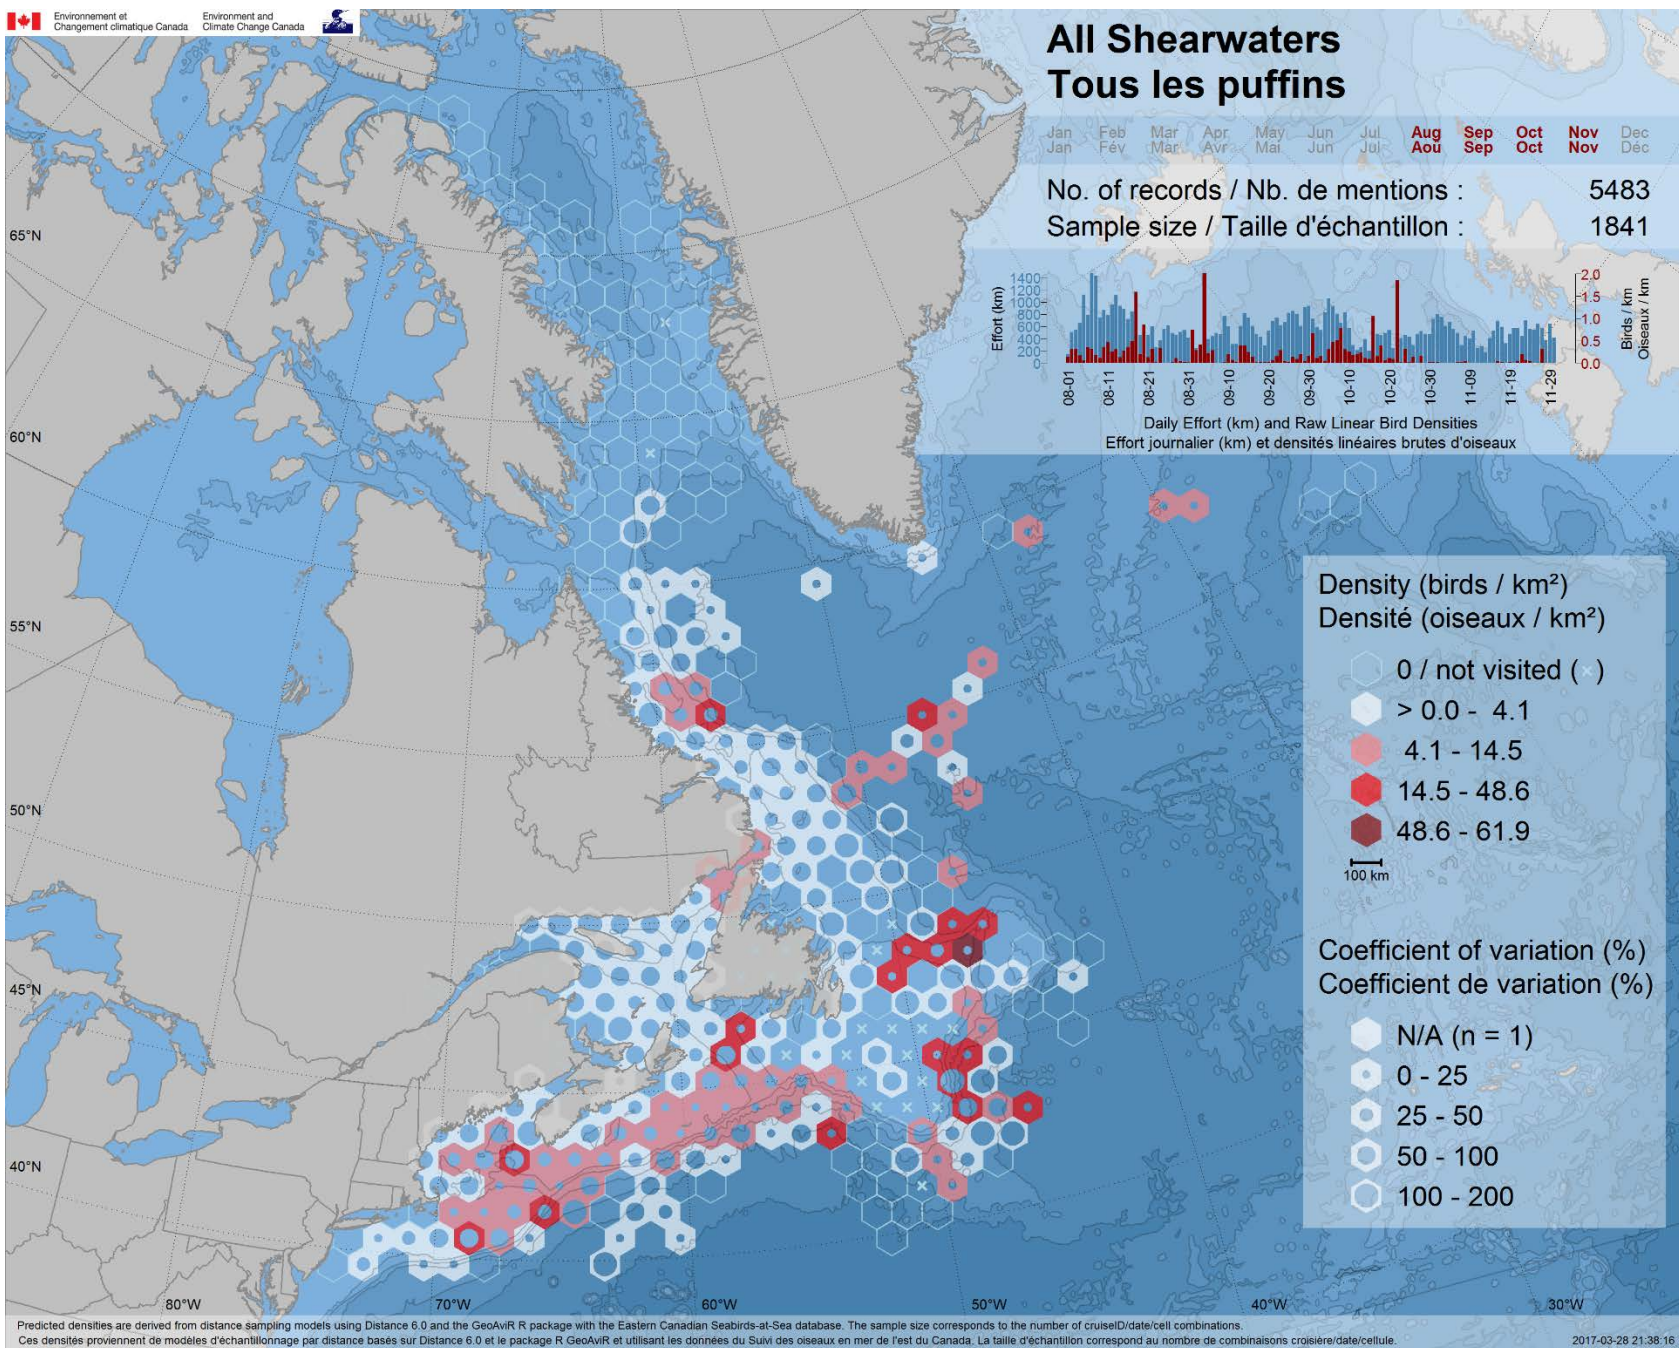 Environnement et
Changement climatique Canada
Environment and
Climate Change Canada
All Shearwaters
Tous les puffins
Jan Feb Mar Apr May Jun Jul Aug Sep Oct Nov Dec
Jan Fév Mar Avr Mai Jun Jul Aoû Sep Oct Nov Déc
No. of records / Nb. de mentions : 5483
Sample size / Taille d'échantillon : 1841
Effort (km)
1400
1200
1000
800
600
400
200
0
2.0
1.5
1.0
0.5
0.0
Birds / km
Oiseaux / km
08-01 08-11 08-21 08-31 09-10 09-20 09-30 10-10 10-20 10-30 11-09 11-19 11-29
Daily Effort (km) and Raw Linear Bird Densities
Effort journalier (km) et densités linéaires brutes d'oiseaux
65°N
60°N
55°N
50°N
45°N
40°N
Density (birds / km²)
Densité (oiseaux / km²)
0 / not visited (×)
> 0.0 - 4.1
4.1 - 14.5
14.5 - 48.6
48.6 - 61.9
100 km
Coefficient of variation (%)
Coefficient de variation (%)
N/A (n = 1)
0 - 25
25 - 50
50 - 100
100 - 200
80°W 70°W 60°W 50°W 40°W 30°W
Predicted densities are derived from distance sampling models using Distance 6.0 and the GeoAviR R package with the Eastern Canadian Seabirds-at-Sea database. The sample size corresponds to the number of cruiseID/date/cell combinations.
Ces densités proviennent de modèles d'échantillonnage par distance basés sur Distance 6.0 et le package R GeoAviR et utilisant les données du Suivi des oiseaux en mer de l'est du Canada. La taille d'échantillon correspond au nombre de combinaisons croisière/date/cellule.
2017-03-28 21:38:16